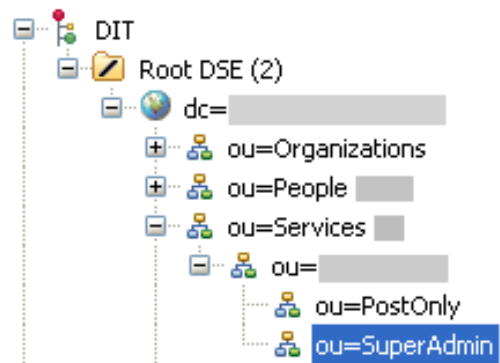 DIT
Root DSE (2)
dc=
ou=Organizations
ou=People
ou=Services
ou=
ou=PostOnly
ou=SuperAdmin